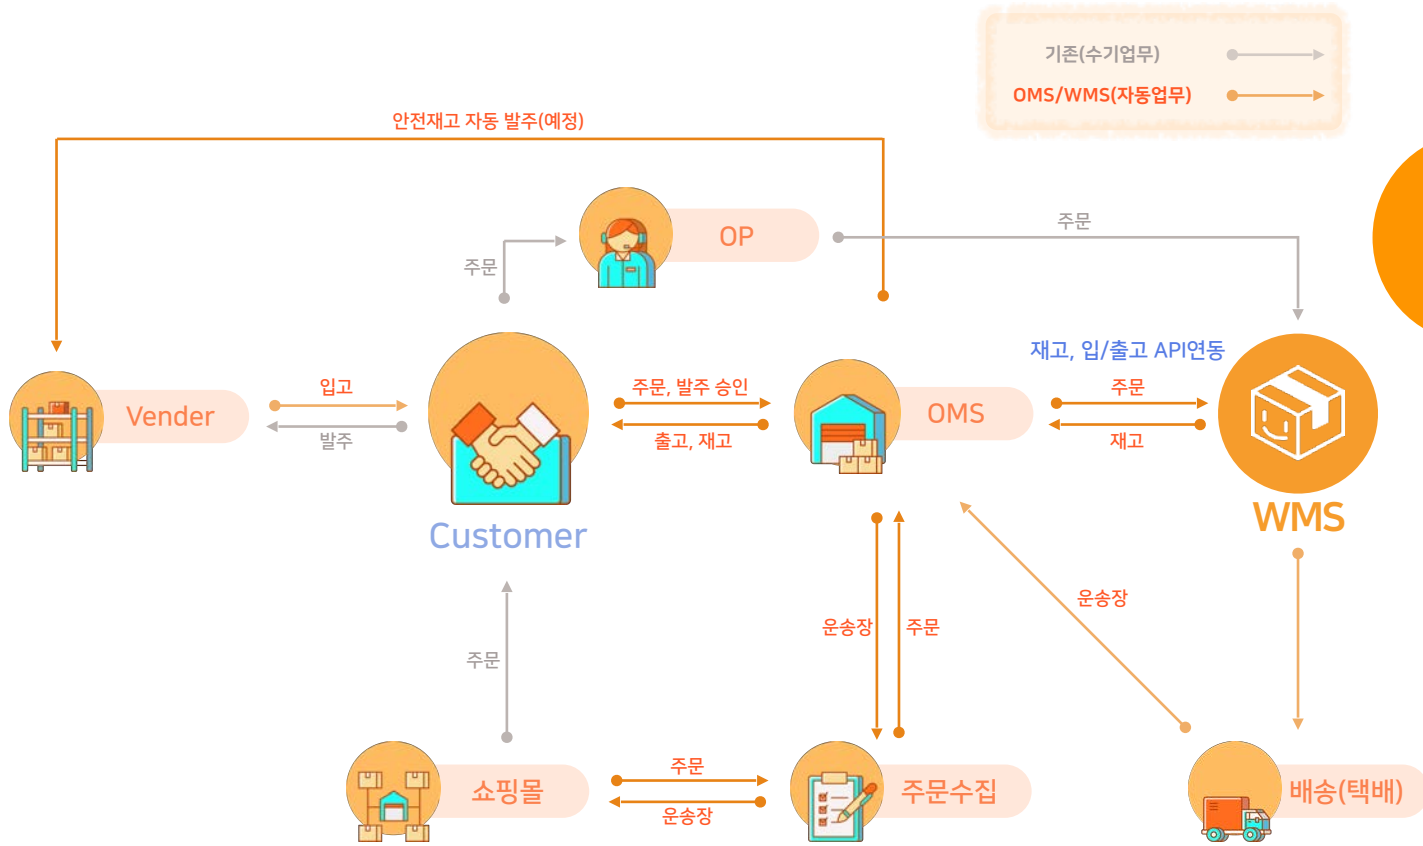 기존(수기업무)
OMS/WMS(자동업무)
안전재고 자동 발주(예정)
OP
주문
주문
재고, 입/출고 API연동
Vender
입고
발주
주문, 발주 승인
출고, 재고
OMS
주문
재고
Customer
WMS
주문
운송장
주문
운송장
쇼핑몰
주문
운송장
주문수집
배송(택배)